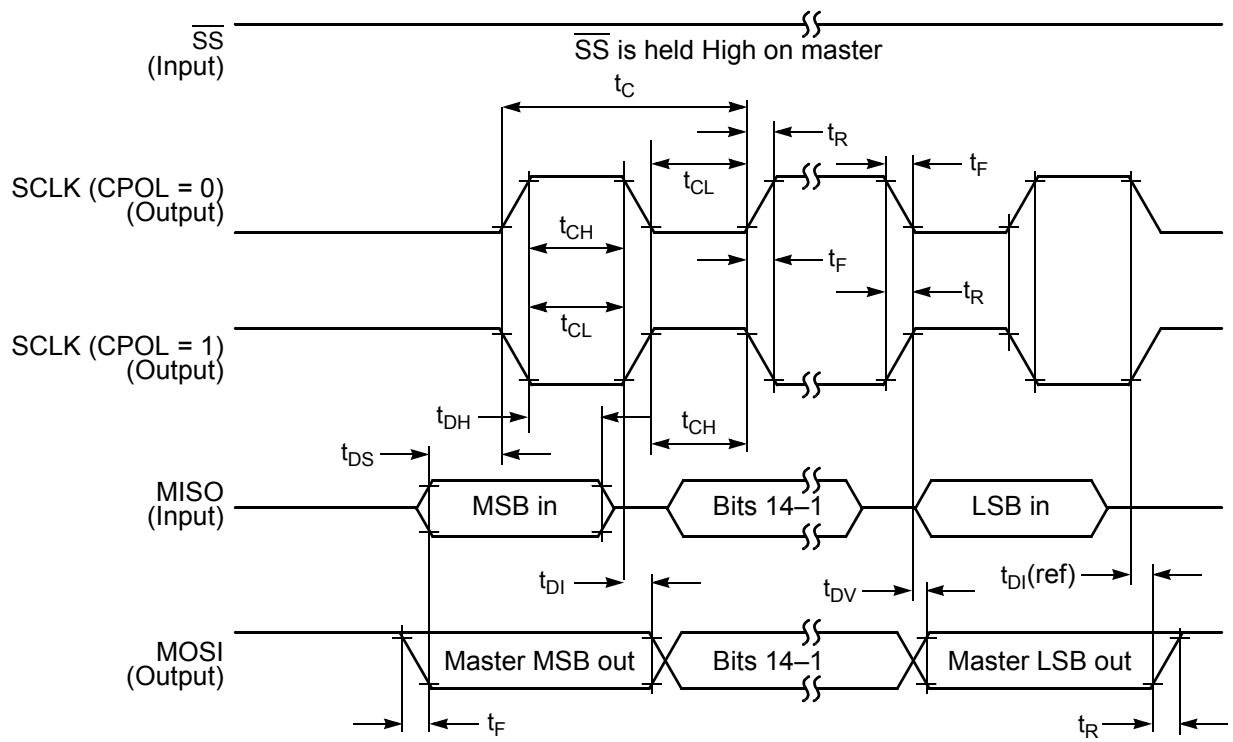 SS
(Input)
SS is held High on master
tC
tR
tF
SCLK (CPOL = 0)
(Output)
tCL
tCH
tF
tR
tCL
SCLK (CPOL = 1)
(Output)
tDH
tCH
tDS
MISO
(Input)
MSB in
Bits 14–1
LSB in
tDI
tDV
tDI(ref)
MOSI
(Output)
Master MSB out
Bits 14–1
Master LSB out
tF
tR